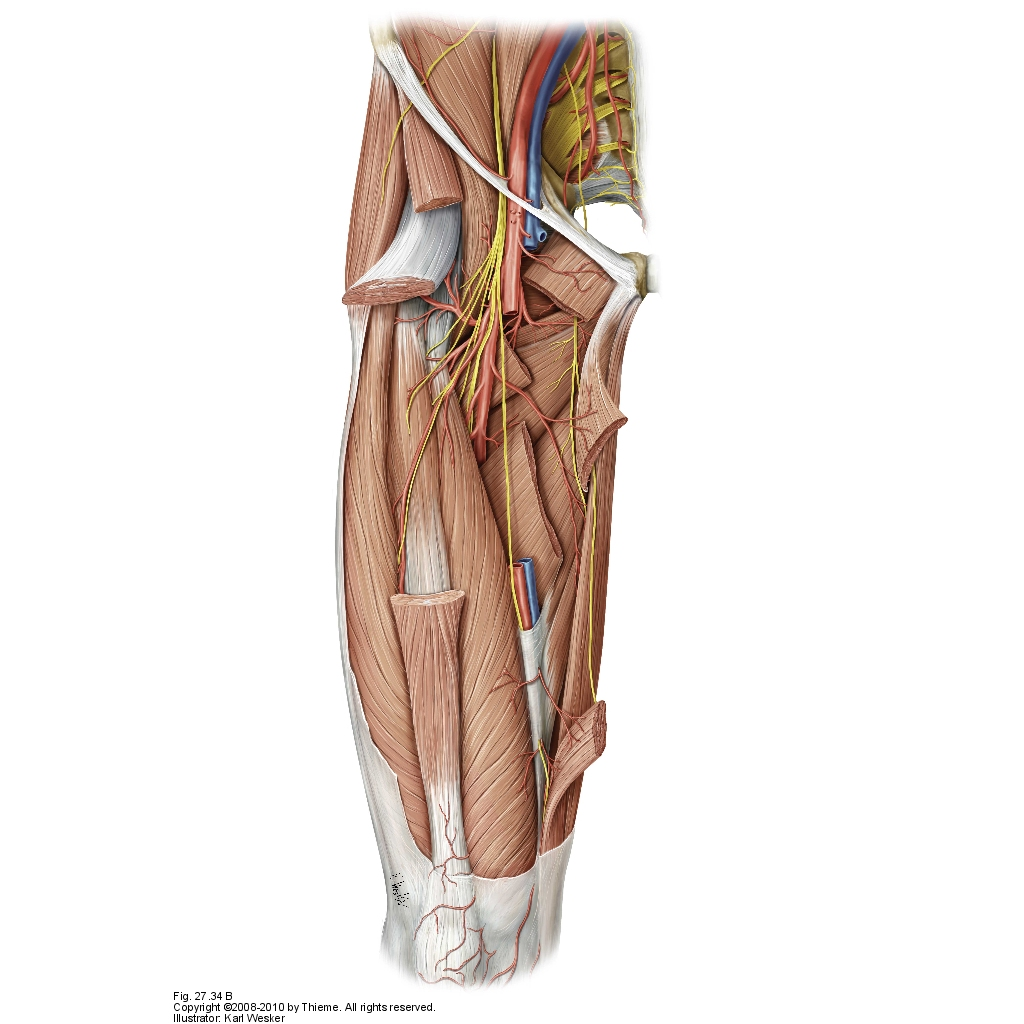 Fig. 27.34 B
Copyright ©2008-2010 by Thieme. All rights reserved.
Illustrator: Karl Wesker